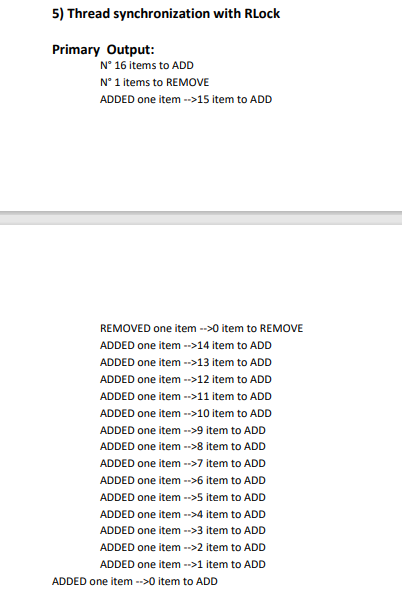 5) Thread synchronization with RLock
Primary Output:
N° 16 items to ADD
N° 1 items to REMOVE
ADDED one item -->15 item to ADD
REMOVED one item -->0 item to REMOVE
ADDED one item -->14 item to ADD
ADDED one item -->13 item to ADD
ADDED one item -->12 item to ADD
ADDED one item -->11 item to ADD
ADDED one item -->10 item to ADD
ADDED one item -->9 item to ADD
ADDED one item -->8 item to ADD
ADDED one item -->7 item to ADD
ADDED one item -->6 item to ADD
ADDED one item -->5 item to ADD
ADDED one item -->4 item to ADD
ADDED one item -->3 item to ADD
ADDED one item -->2 item to ADD
ADDED one item -->1 item to ADD
ADDED one item -->0 item to ADD